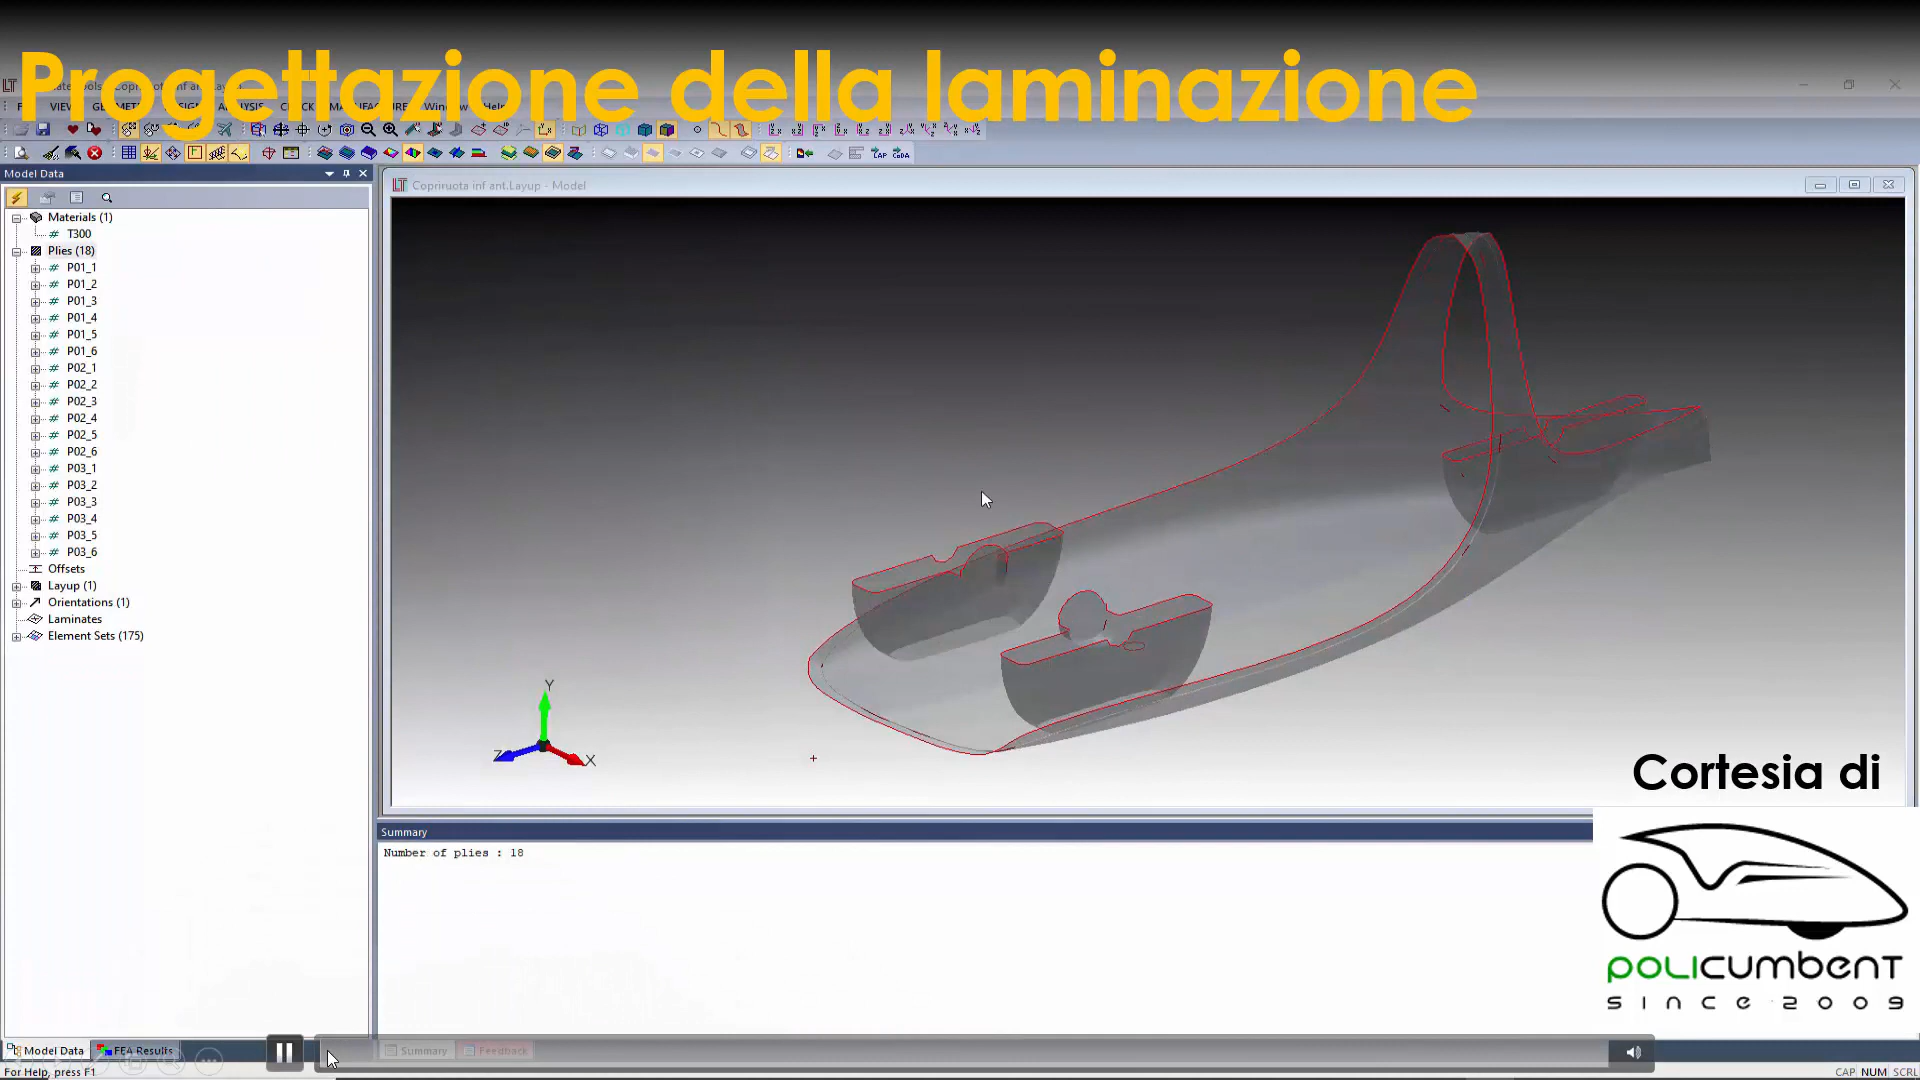 Progettazione della laminazione
VIEW
Window
Help
Model Data
Copriruota inf ant.Layup - Model
Materials (1)
T300
Plies (18)
P01_1
P01_2
P01_3
P01_4
P01_5
P01_6
P02_1
P02_2
P02_3
P02_4
P02_5
P02_6
P03_1
P03_2
P03_3
P03_4
P03_5
P03_6
Offsets
Layup (1)
Orientations (1)
Laminates
Element Sets (175)
Y
Z
X
Cortesia di
POLICUMBENT
SINCE 2009
Summary
Number of plies : 18
Model Data
FEA Results
Summary
Feedback
For Help, press F1
CAP NUM SCRL